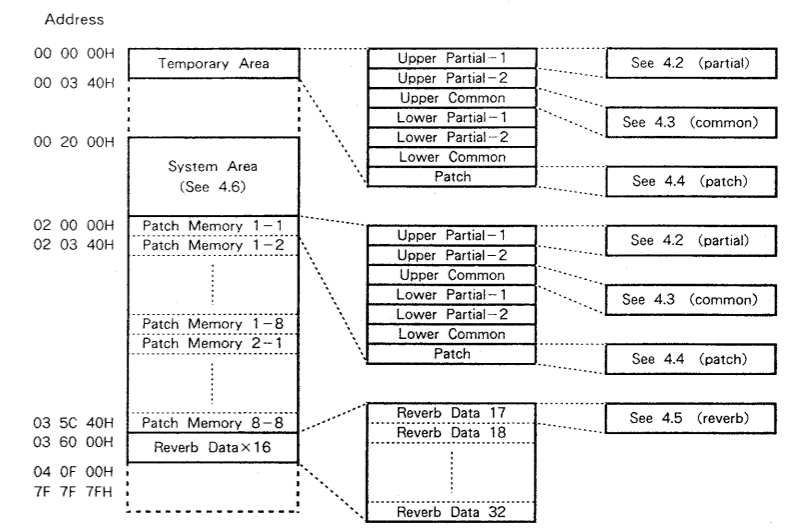 Address
00 00 00H
Temporary Area
00 03 40H
00 20 00H
System Area
(See 4.6)
02 00 00H
Patch Memory 1-1
02 03 40H
Patch Memory 1-2
Patch Memory 1-8
Patch Memory 2-1
03 5C 40H
Patch Memory 8-8
03 60 00H
Reverb Data×16
04 0F 00H
7F 7F 7FH
Upper Partial-1
Upper Partial-2
Upper Common
Lower Partial-1
Lower Partial-2
Lower Common
Patch
See 4.2 (partial)
See 4.3 (common)
See 4.4 (patch)
Upper Partial-1
Upper Partial-2
Upper Common
Lower Partial-1
Lower Partial-2
Lower Common
Patch
See 4.2 (partial)
See 4.3 (common)
See 4.4 (patch)
Reverb Data 17
Reverb Data 18
Reverb Data 32
See 4.5 (reverb)